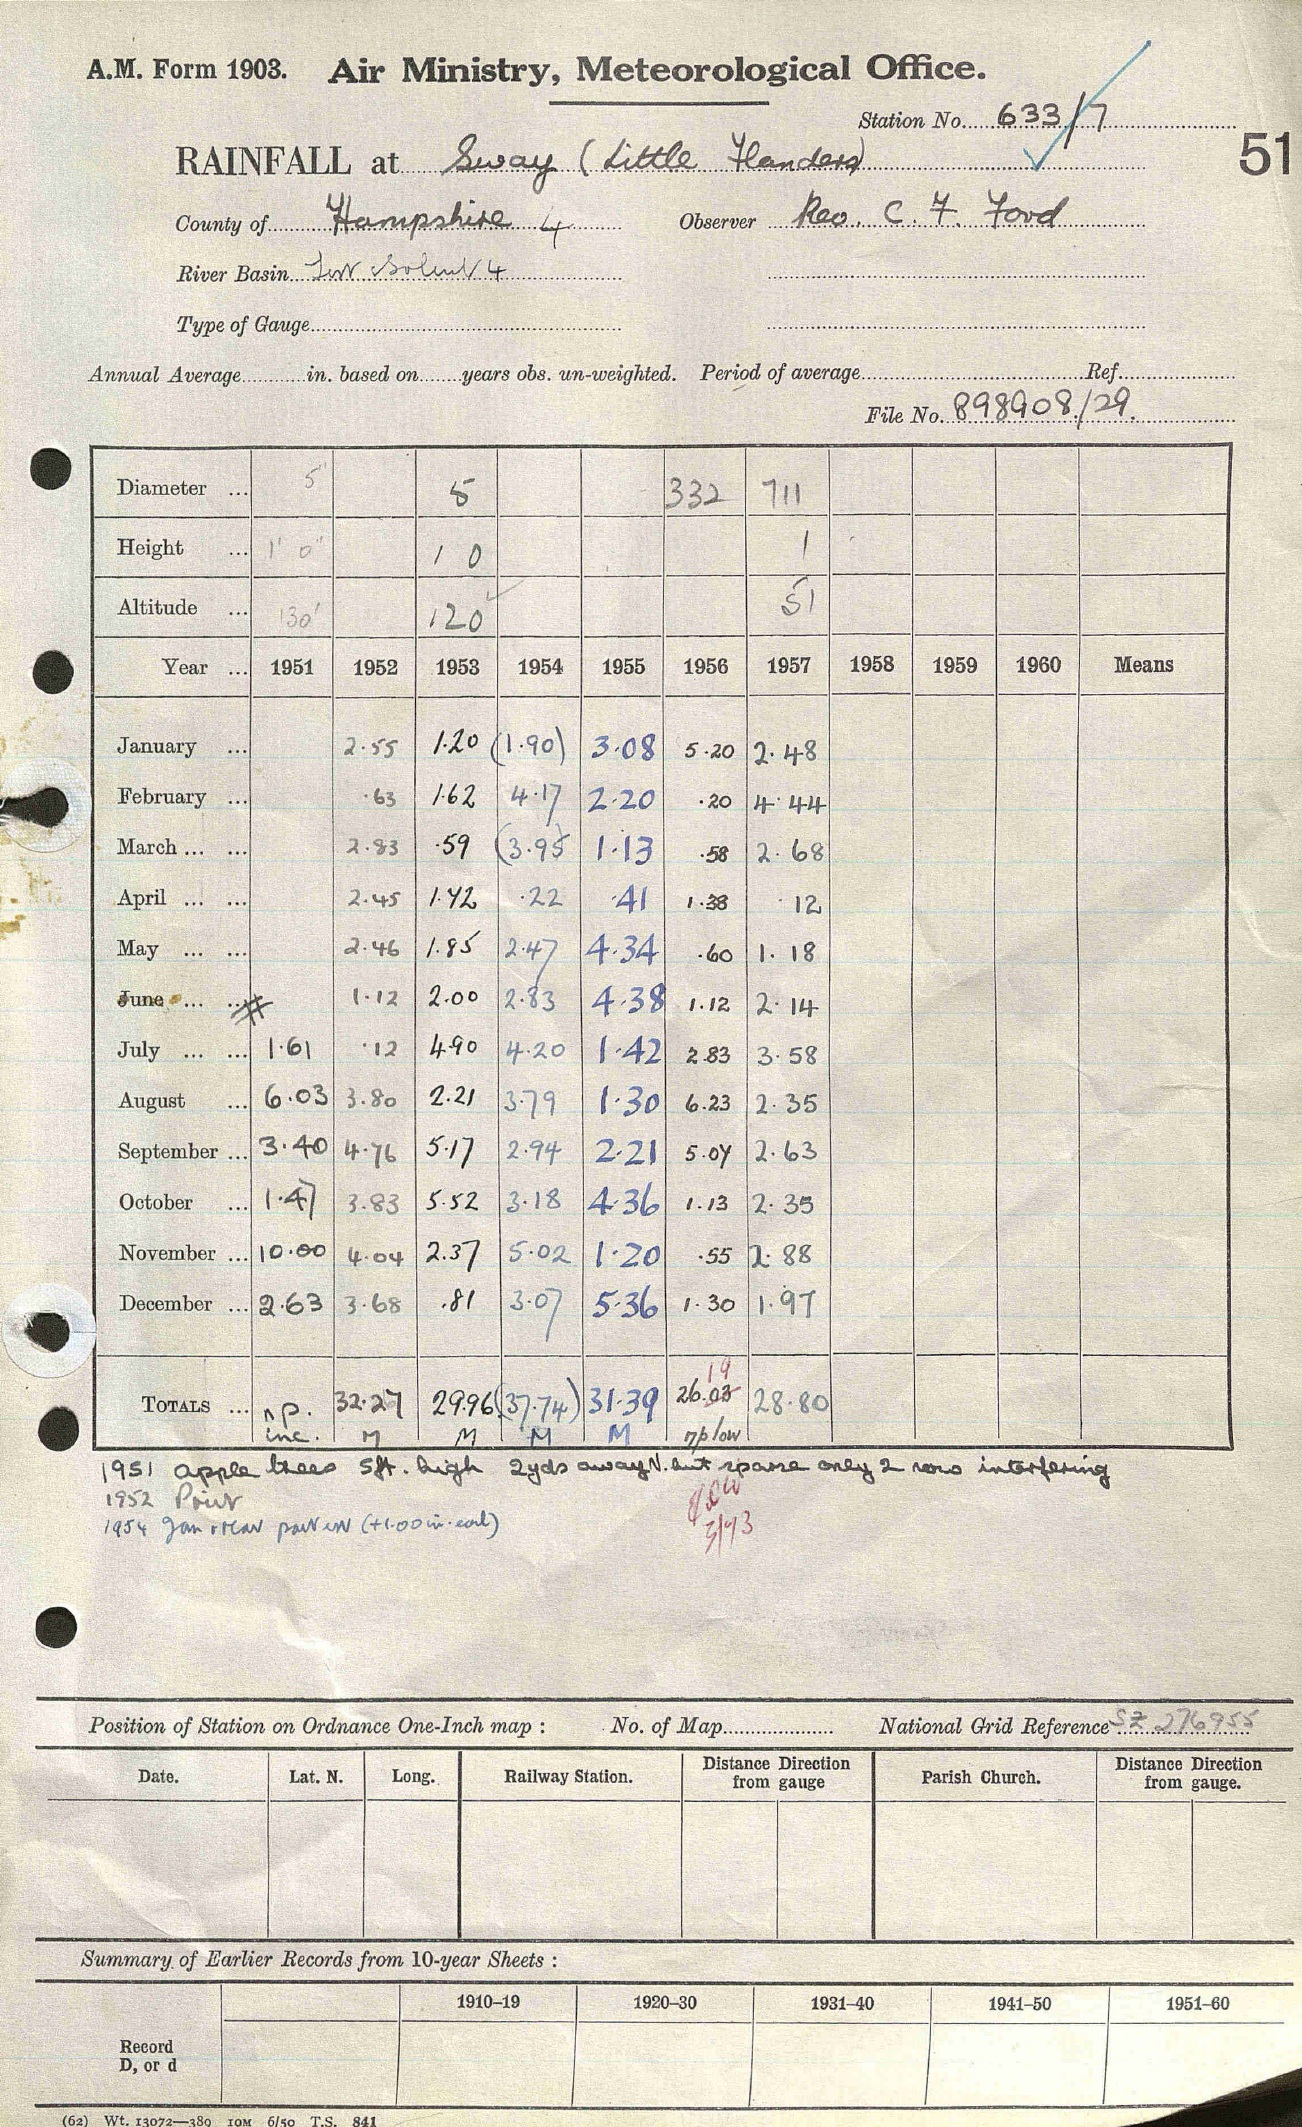 A.M. Form 1903. Air Ministry, Meteorological Office.
Station No. 633/7
51
RAINFALL at Sway (Little Flanders)
County of Hampshire 4 Observer Rev. C. F. Ford
River Basin 4
Type of Gauge
Annual Average in. based on years obs. un-weighted. Period of average Ref.
File No. 898908/29.
Diameter ... 5" 5 332 711
Height ... 1' 0" 1 0 1
Altitude ... 130' 120 51
Year ... 1951 1952 1953 1954 1955 1956 1957 1958 1959 1960 Means
January ... 2.55 1.20 (1.90) 3.08 5.20 2.48
February ... .63 1.62 4.17 2.20 .20 4.44
March ... ... 2.83 .59 (3.95 1.13 .58 2.68
April ... ... 2.45 1.42 .22 .41 1.38 .12
May ... ... 2.46 1.85 2.47 4.34 .60 1.18
June ... ... 1.12 2.00 2.83 4.38 1.12 2.14
July ... ... 1.61 .12 4.90 4.20 1.42 2.83 3.58
August ... 6.03 3.80 2.21 3.79 1.30 6.23 2.35
September ... 3.40 4.76 5.17 2.94 2.21 5.07 2.63
October ... 1.47 3.83 5.52 3.18 4.36 1.13 2.35
November ... 10.00 4.04 2.37 5.02 1.20 .55 2.88
December ... 2.63 3.68 .81 3.07 5.36 1.30 1.97
19
TOTALS ... n.p. 32.27 29.96 (37.74) 31.39 26.03 28.80
inc. M M M M n/p low
1951 apple trees 5ft. high 2yds away N. but sparse only 2 rows interfering
1952 Point
1954 Jan (+1.00 in
5/73
Position of Station on Ordnance One-Inch map : No. of Map National Grid Reference SZ 276955
Date. Lat. N. Long. Railway Station. Distance Direction from gauge Parish Church. Distance Direction from gauge.
Summary of Earlier Records from 10-year Sheets :
1910–19 1920–30 1931–40 1941–50 1951–60
Record
D, or d
(62) Wt. 13072—389 10M 6/50 T.S. 841